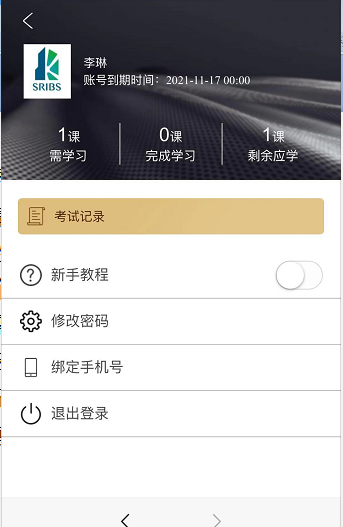 李琳
账号到期时间：2021-11-17 00:00
SRIBS
1课
0课
1课
需学习
完成学习
剩余应学
考试记录
新手教程
修改密码
绑定手机号
退出登录